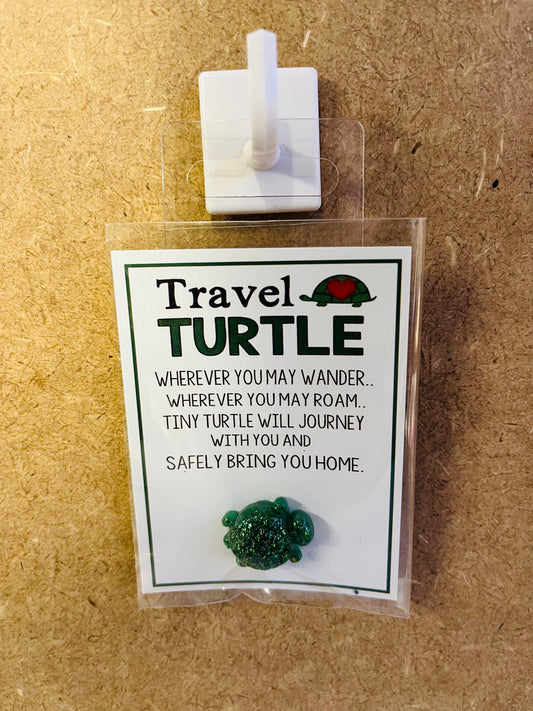 Travel
TURTLE
WHEREVER YOU MAY WANDER..
WHEREVER YOU MAY ROAM..
TINY TURTLE WILL JOURNEY
WITH YOU AND
SAFELY BRING YOU HOME.